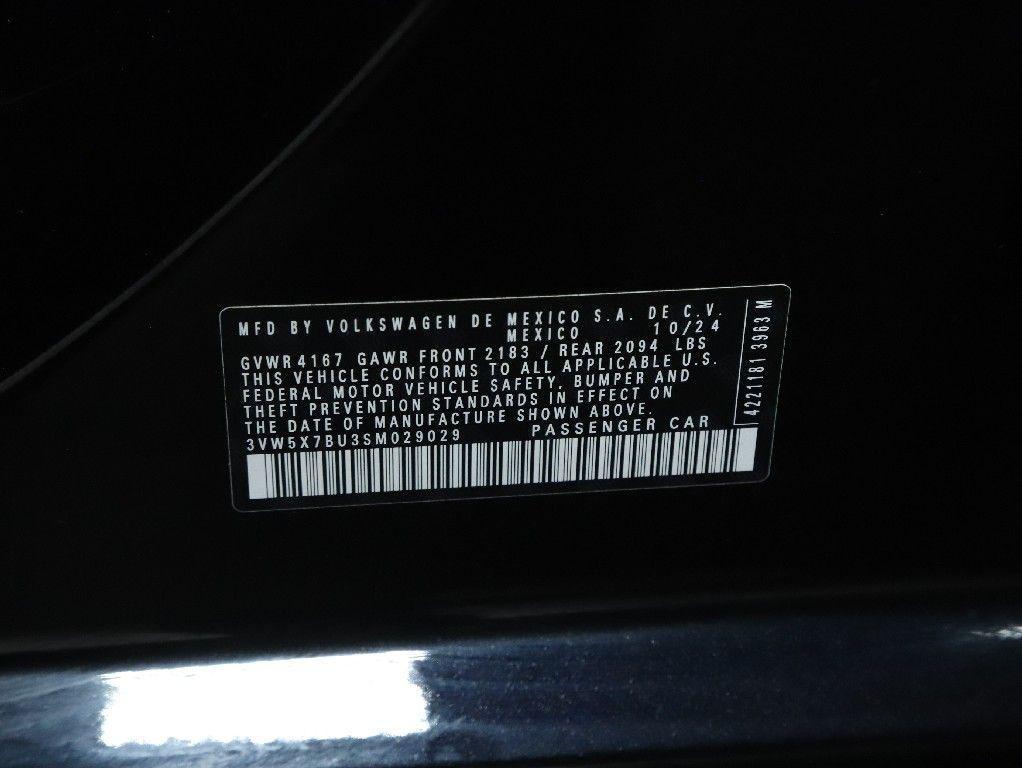 MFD BY VOLKSWAGEN DE MEXICO S.A. DE C.V.
MEXICO 10/24
GVWR 4167 GAWR FRONT 2183 / REAR 2094 LBS
THIS VEHICLE CONFORMS TO ALL APPLICABLE U.S.
FEDERAL MOTOR VEHICLE SAFETY, BUMPER AND
THEFT PREVENTION STANDARDS IN EFFECT ON
THE DATE OF MANUFACTURE SHOWN ABOVE.
3VW5X7BU3SM029029 PASSENGER CAR
4221181 3963 M